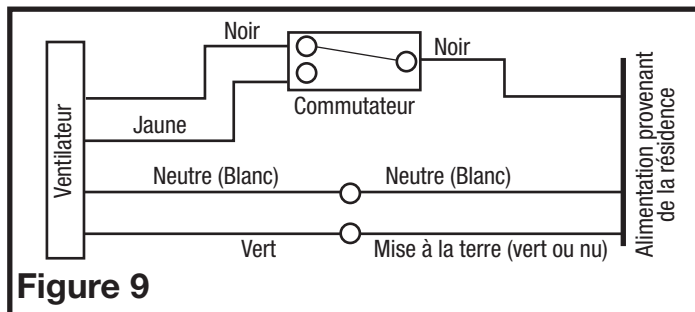 Noir
Noir
Commutateur
Jaune
Ventilateur
Neutre (Blanc)
Neutre (Blanc)
Vert
Mise à la terre (vert ou nu)
Alimentation provenant
de la résidence
Figure 9